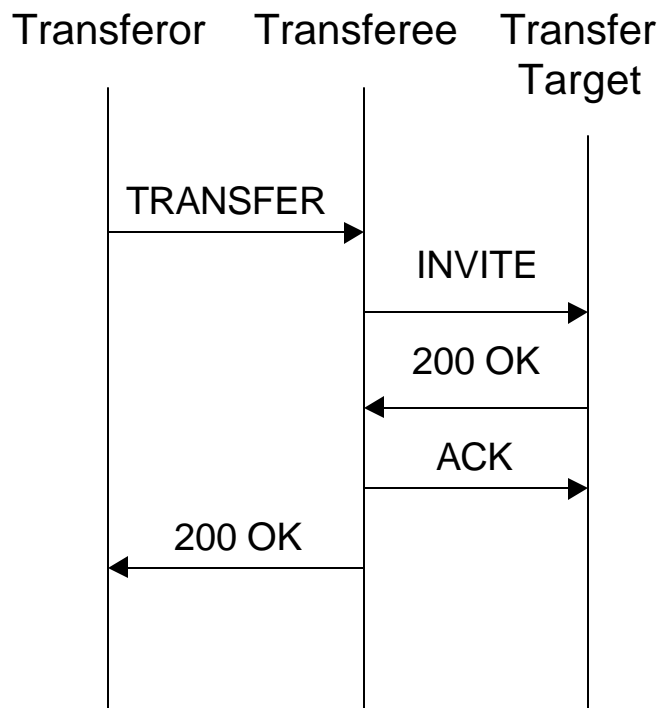 Transferor Transferee Transfer
Target
TRANSFER
INVITE
200 OK
ACK
200 OK